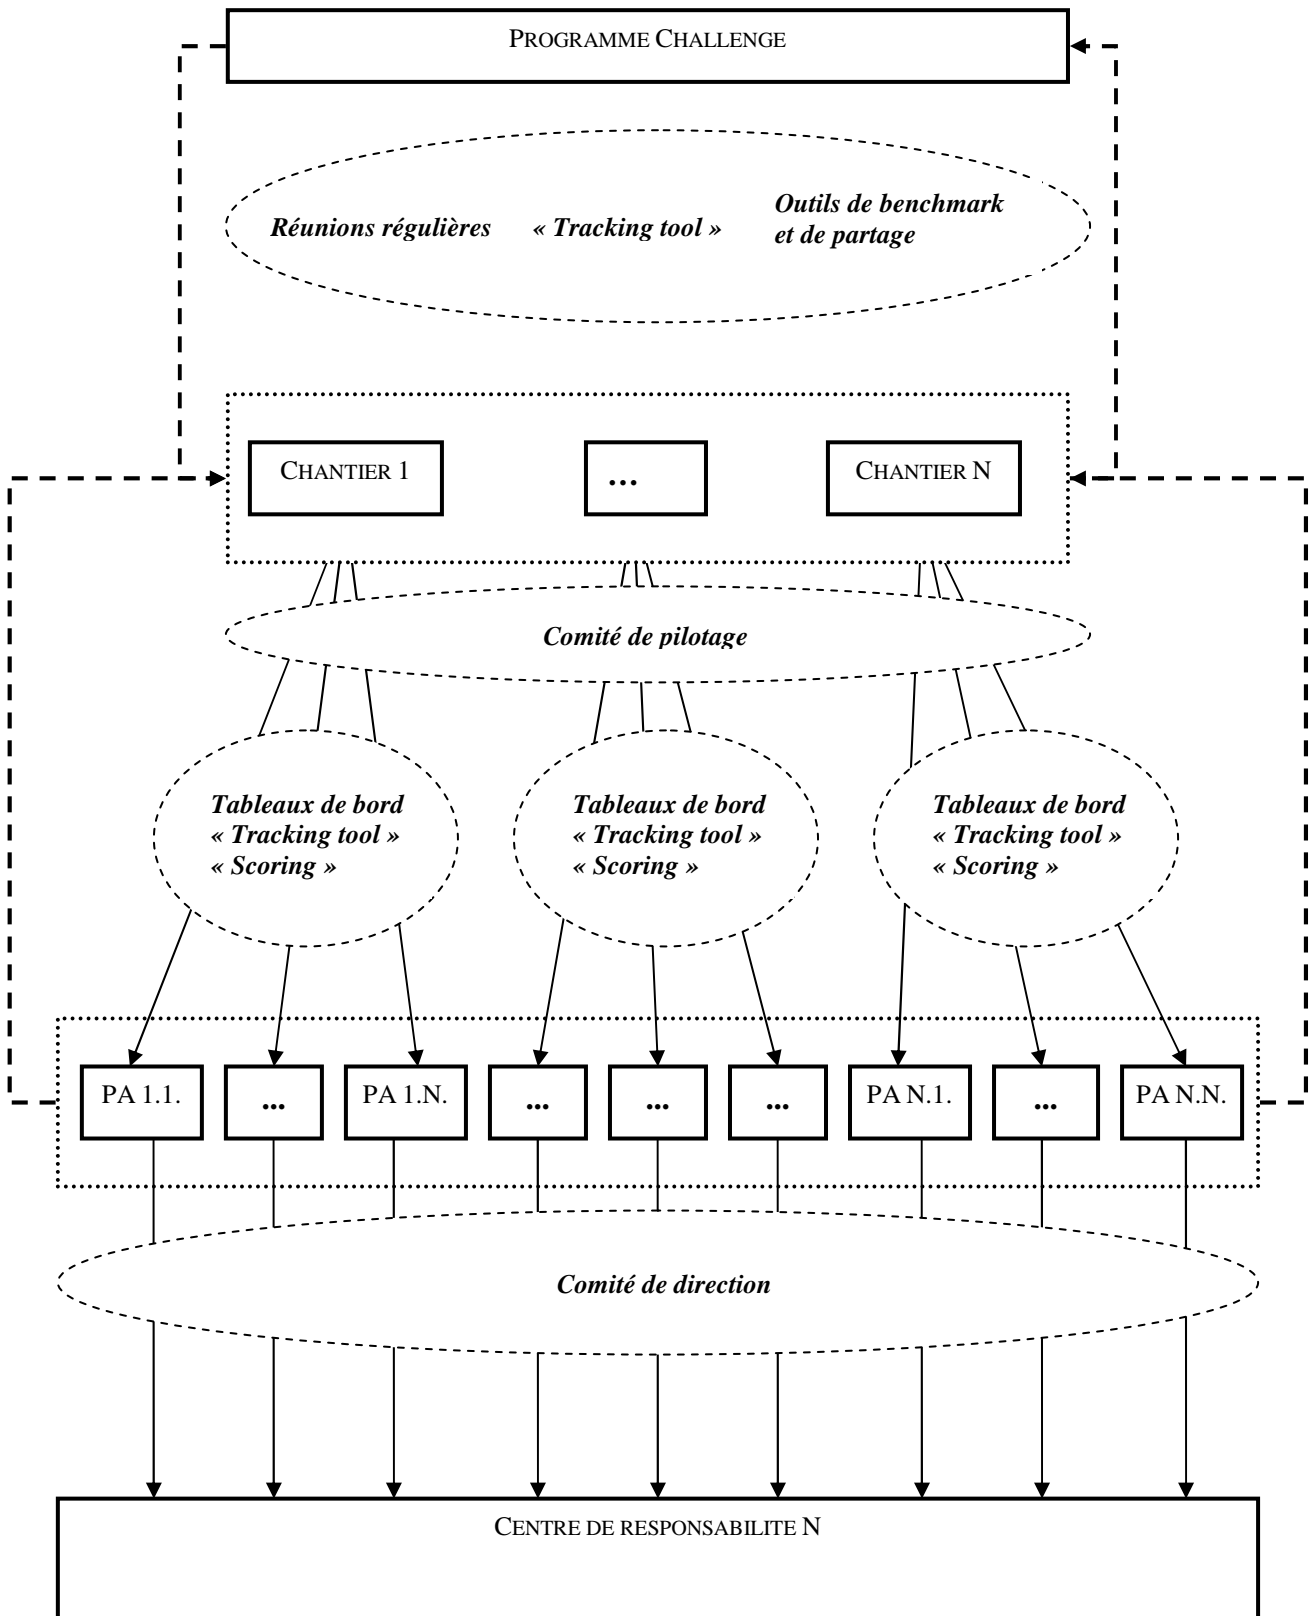 PROGRAMME CHALLENGE
Réunions régulières
« Tracking tool »
Outils de benchmark
et de partage
CHANTIER 1
...
CHANTIER N
Comité de pilotage
Tableaux de bord
« Tracking tool »
« Scoring »
Tableaux de bord
« Tracking tool »
« Scoring »
Tableaux de bord
« Tracking tool »
« Scoring »
PA 1.1.
...
PA 1.N.
...
...
...
PA N.1.
...
PA N.N.
Comité de direction
CENTRE DE RESPONSABILITE N